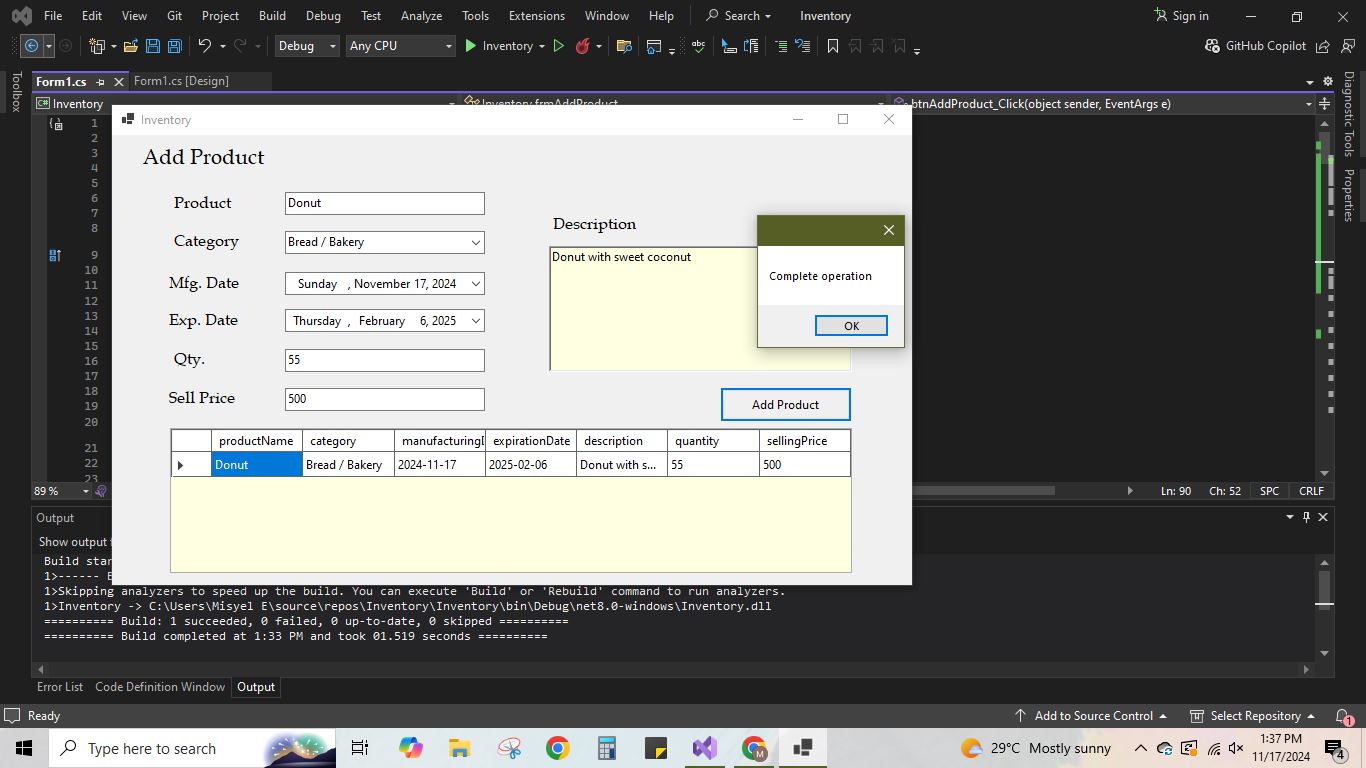 File Edit View Git Project Build Debug Test Analyze Tools Extensions Window Help Search Inventory Sign in
Debug Any CPU Inventory GitHub Copilot
Form1.cs Form1.cs [Design]
Toolbox
Inventory Inventory.frmAddProduct btnAddProduct_Click(object sender, EventArgs e)
Diagnostic Tools
Properties
1
2
3
4
5
6
7
8
9
10
11
12
13
14
15
16
17
18
19
20
21
22
23
Inventory
Add Product
Product Donut
Category Bread / Bakery
Mfg. Date Sunday , November 17, 2024
Exp. Date Thursday , February 6, 2025
Qty. 55
Sell Price 500
Description
Donut with sweet coconut
Complete operation
OK
Add Product
productName category manufacturingD expirationDate description quantity sellingPrice
Donut Bread / Bakery 2024-11-17 2025-02-06 Donut with s... 55 500
89 % Ln: 90 Ch: 52 SPC CRLF
Output
Show output
Build star
1>------ B
1>Skipping analyzers to speed up the build. You can execute 'Build' or 'Rebuild' command to run analyzers.
1>Inventory -> C:\Users\Misyel E\source\repos\Inventory\Inventory\bin\Debug\net8.0-windows\Inventory.dll
========== Build: 1 succeeded, 0 failed, 0 up-to-date, 0 skipped ==========
========== Build completed at 1:33 PM and took 01.519 seconds ==========
Error List Code Definition Window Output
Ready Add to Source Control Select Repository 1
Type here to search M 29°C Mostly sunny 1:37 PM
11/17/2024 4